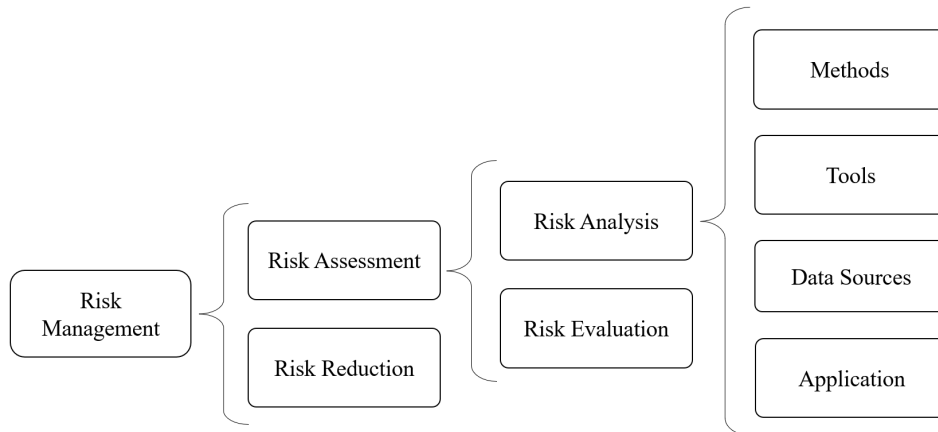 Risk
Management
Risk Assessment
Risk Reduction
Risk Analysis
Risk Evaluation
Methods
Tools
Data Sources
Application